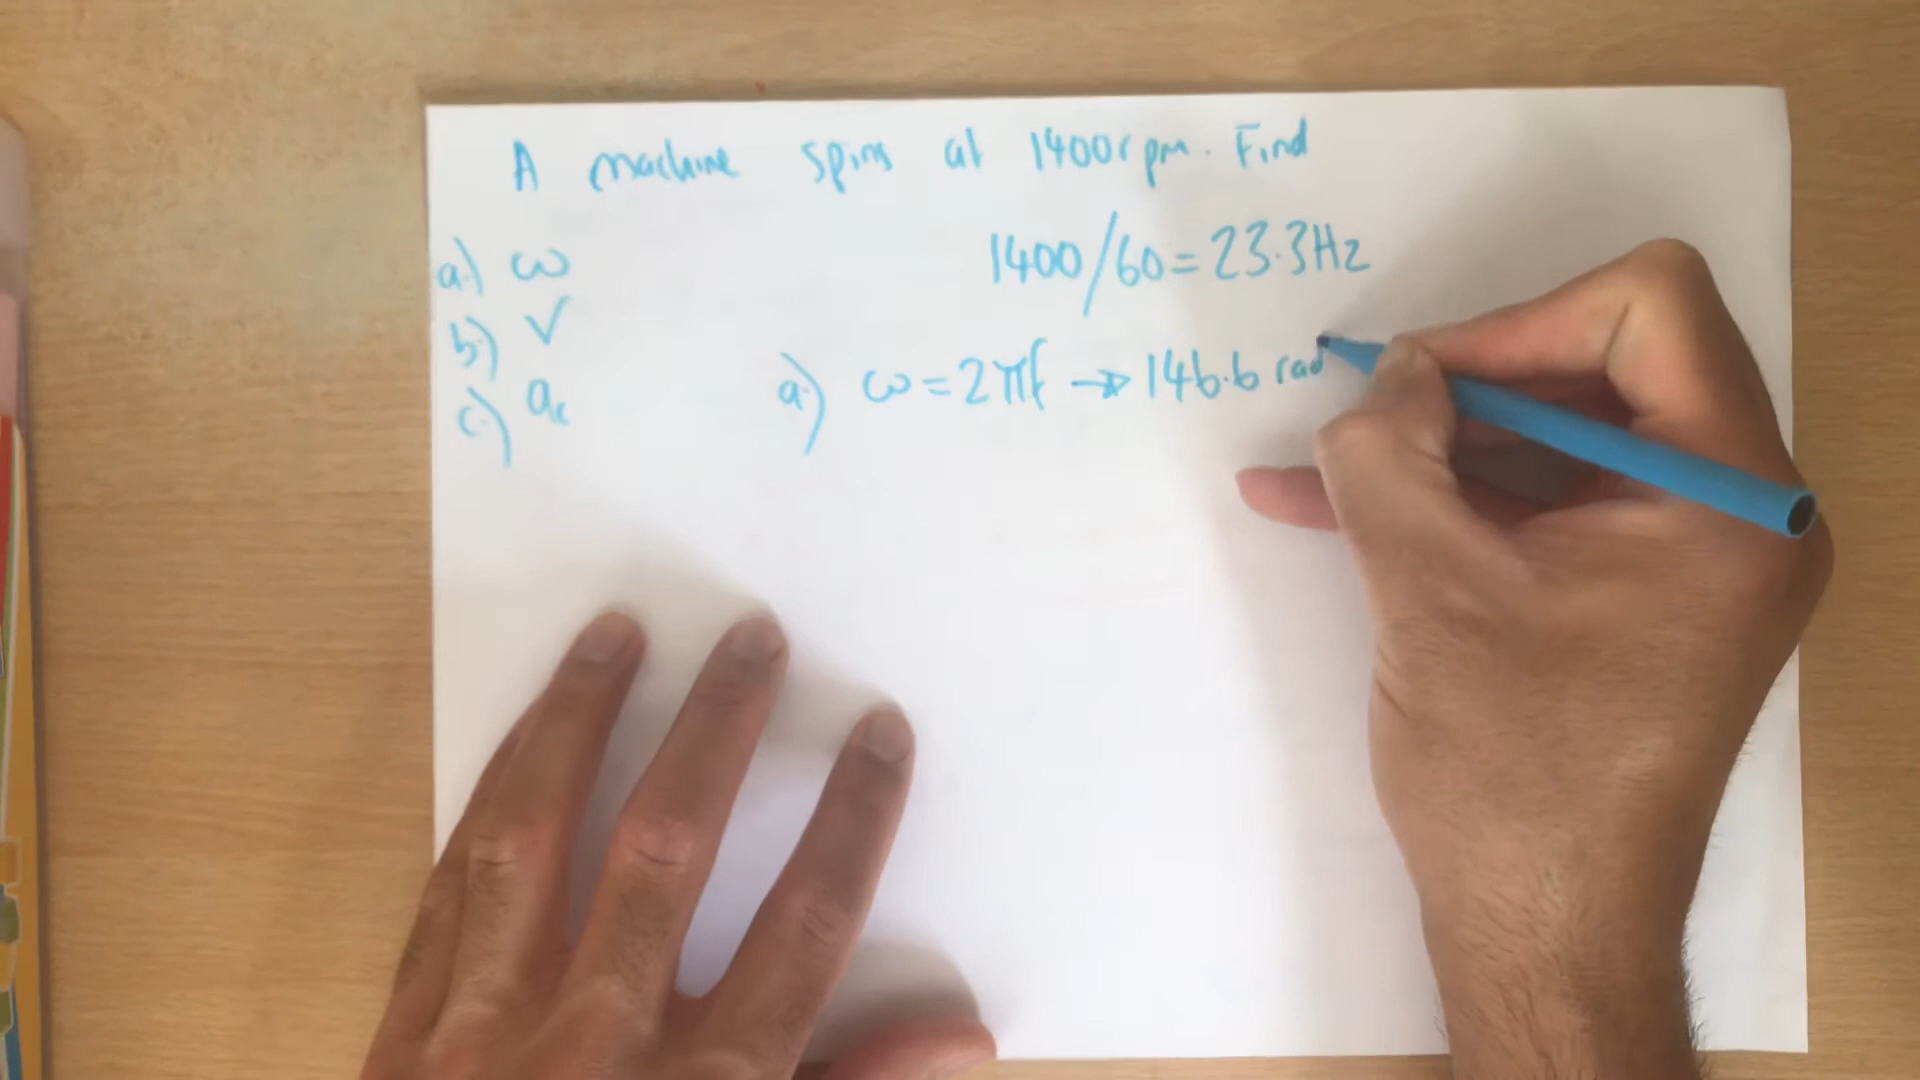 A machine spins at 1400rpm. Find
a.) ω
1400/60=23.3Hz
b.) v
a.) ω=2πf → 146.6 rad
c.) ac